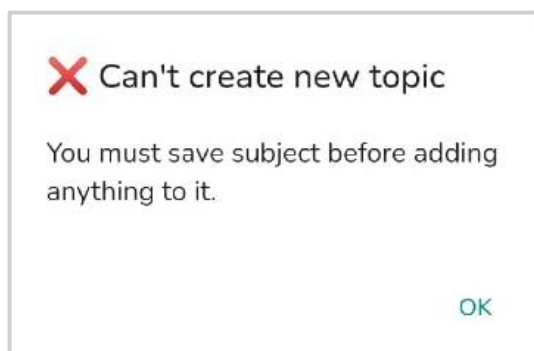 ❌ Can't create new topic
You must save subject before adding
anything to it.
OK